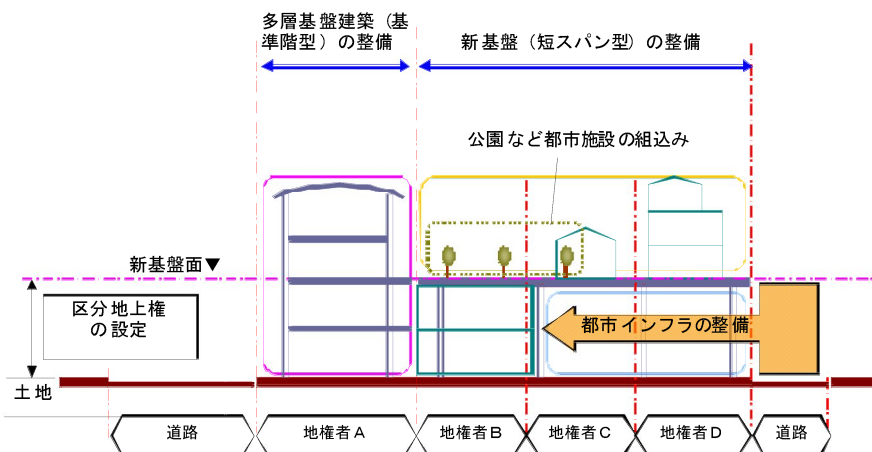 多層基盤建築（基
準階型）の整備
新基盤（短スパン型）の整備
公園など都市施設の組込み
新基盤面▼
区分地上権
の設定
都市インフラの整備
土地
道路
地権者A
地権者B
地権者C
地権者D
道路